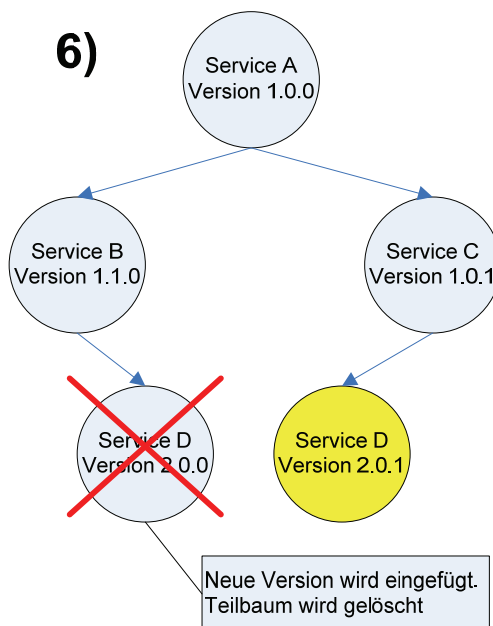 6)
Service A
Version 1.0.0
Service B
Version 1.1.0
Service C
Version 1.0.1
Service D
Version 2.0.0
Service D
Version 2.0.1
Neue Version wird eingefügt.
Teilbaum wird gelöscht